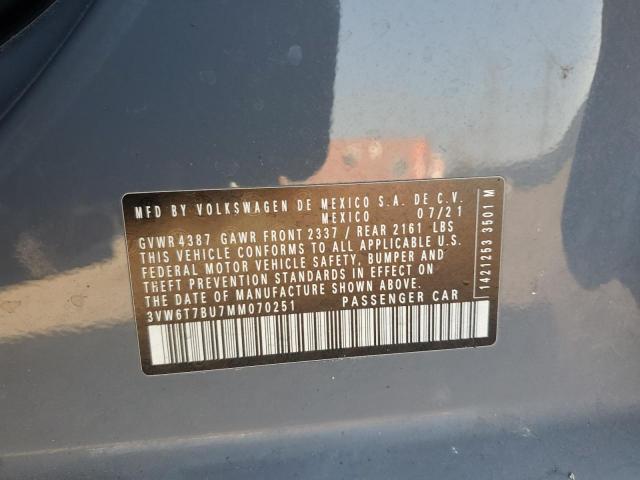 MFD BY VOLKSWAGEN DE MEXICO S.A. DE C.V.
MEXICO 07/21
GVWR 4387 GAWR FRONT 2337 / REAR 2161 LBS
THIS VEHICLE CONFORMS TO ALL APPLICABLE U.S.
FEDERAL MOTOR VEHICLE SAFETY, BUMPER AND
THEFT PREVENTION STANDARDS IN EFFECT ON
THE DATE OF MANUFACTURE SHOWN ABOVE.
3VW6T7BU7MM070251 PASSENGER CAR
1421253 3501 M